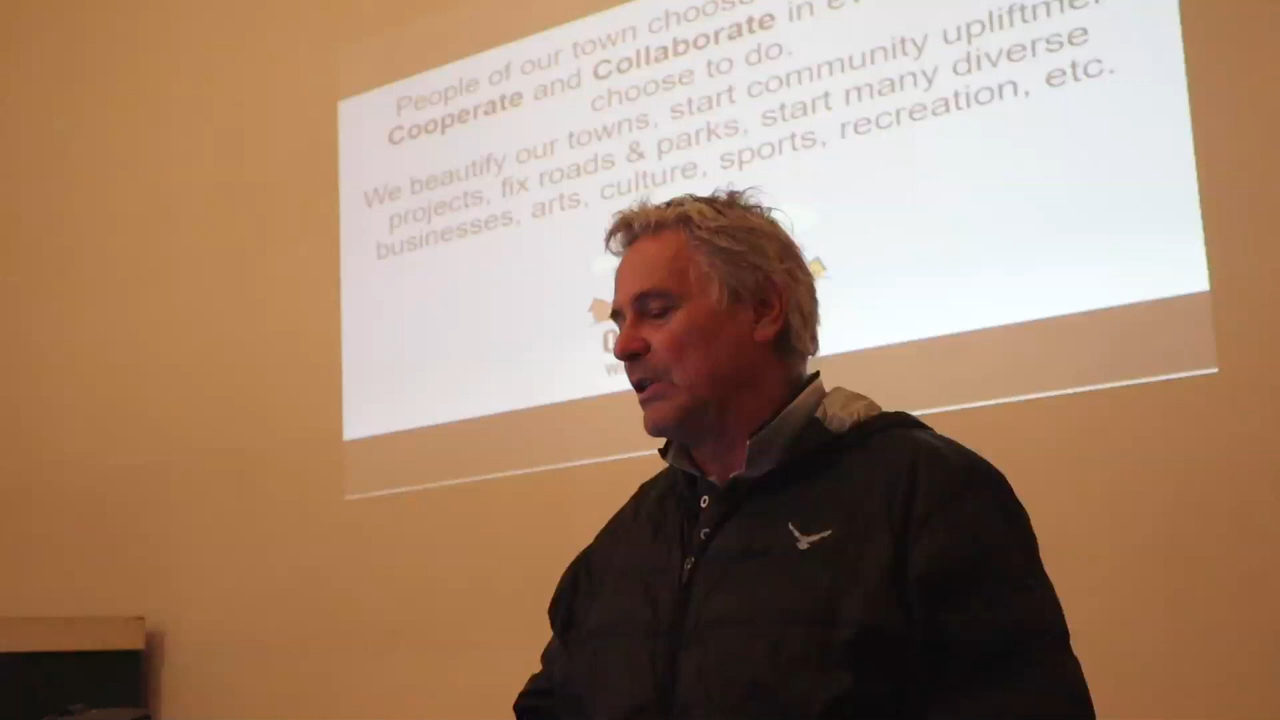 People of our town choose
Cooperate and Collaborate in
choose to do.
We beautify our towns, start community
projects, fix roads & parks, start many diverse
businesses, arts, culture, sports, recreation, etc.